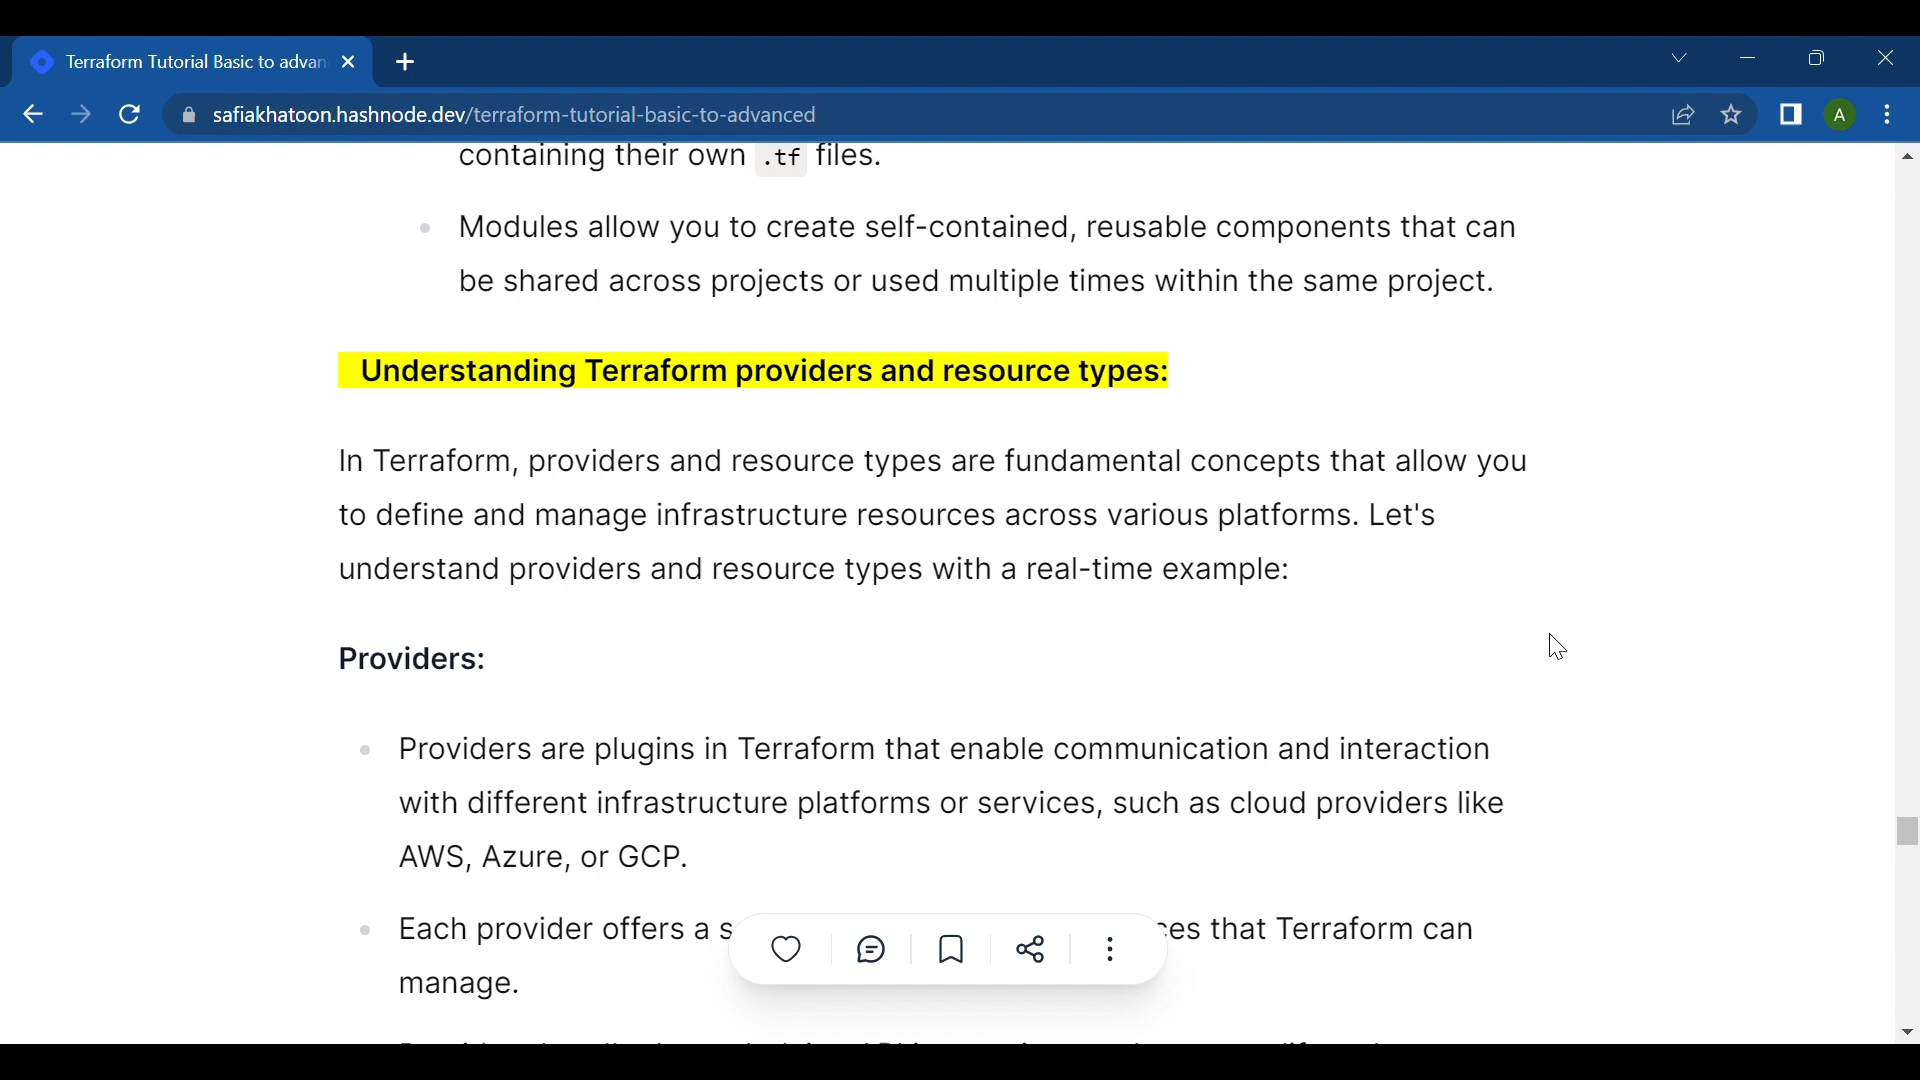 Terraform Tutorial Basic to advan
safiakhatoon.hashnode.dev/terraform-tutorial-basic-to-advanced
A
containing their own .tf files.
Modules allow you to create self-contained, reusable components that can
be shared across projects or used multiple times within the same project.
Understanding Terraform providers and resource types:
In Terraform, providers and resource types are fundamental concepts that allow you
to define and manage infrastructure resources across various platforms. Let's
understand providers and resource types with a real-time example:
Providers:
Providers are plugins in Terraform that enable communication and interaction
with different infrastructure platforms or services, such as cloud providers like
AWS, Azure, or GCP.
Each provider offers a s ces that Terraform can
manage.